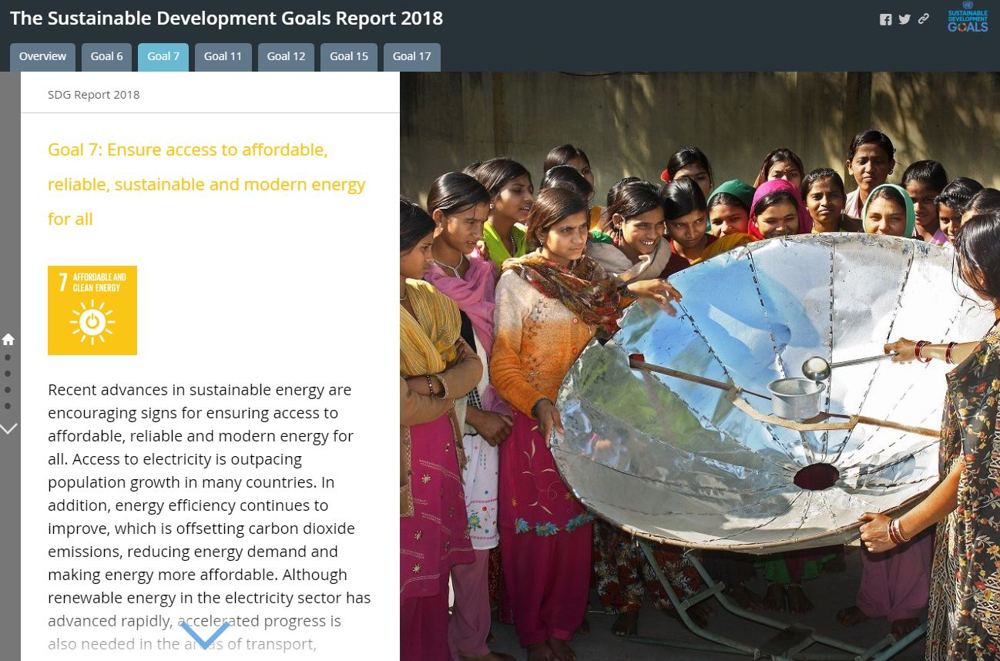 The Sustainable Development Goals Report 2018
SUSTAINABLE
DEVELOPMENT
GOALS
Overview
Goal 6
Goal 7
Goal 11
Goal 12
Goal 15
Goal 17
SDG Report 2018
Goal 7: Ensure access to affordable,
reliable, sustainable and modern energy
for all
7 AFFORDABLE AND
CLEAN ENERGY
Recent advances in sustainable energy are
encouraging signs for ensuring access to
affordable, reliable and modern energy for
all. Access to electricity is outpacing
population growth in many countries. In
addition, energy efficiency continues to
improve, which is offsetting carbon dioxide
emissions, reducing energy demand and
making energy more affordable. Although
renewable energy in the electricity sector has
advanced rapidly, accelerated progress is
also needed in the areas of transport,